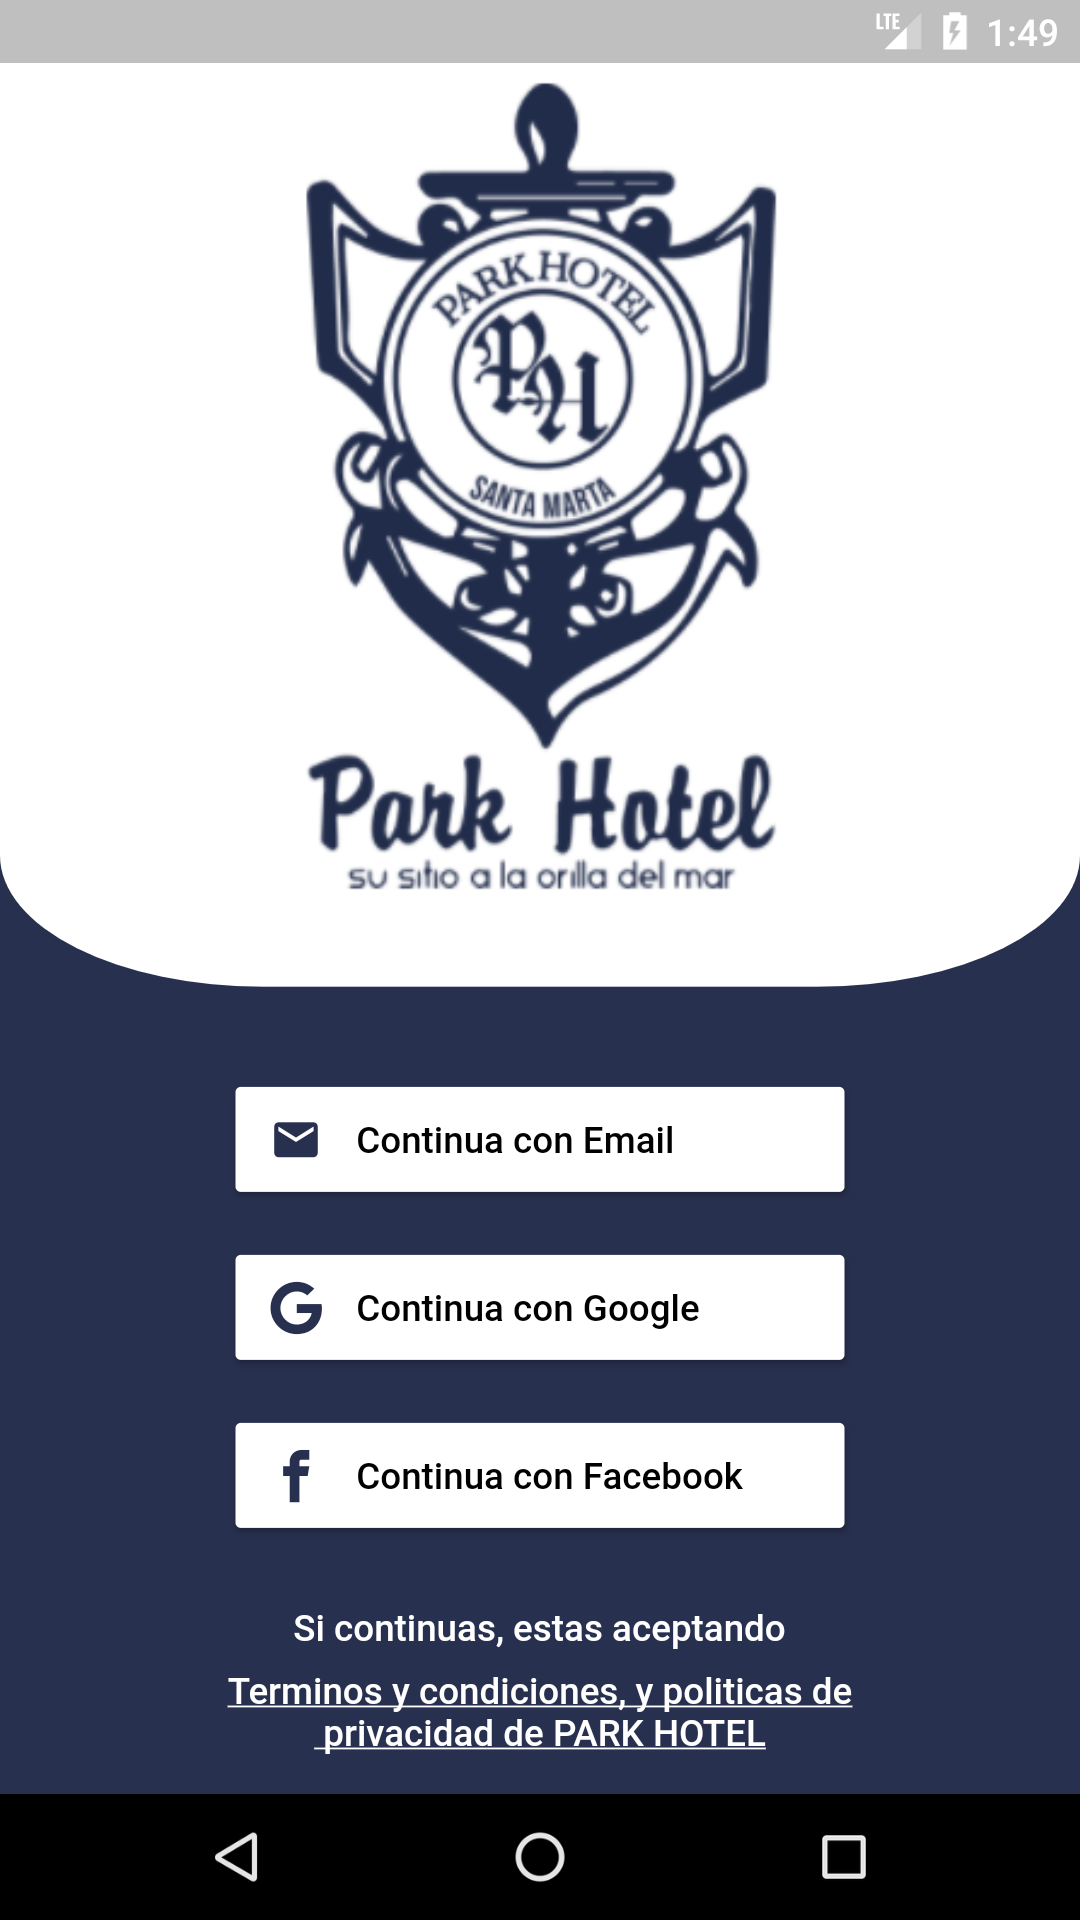 LTE 1:49
PARK HOTEL
PH
SANTA MARTA
Park Hotel
su sitio a la orilla del mar
Continua con Email
Continua con Google
Continua con Facebook
Si continuas, estas aceptando
Terminos y condiciones, y politicas de
privacidad de PARK HOTEL